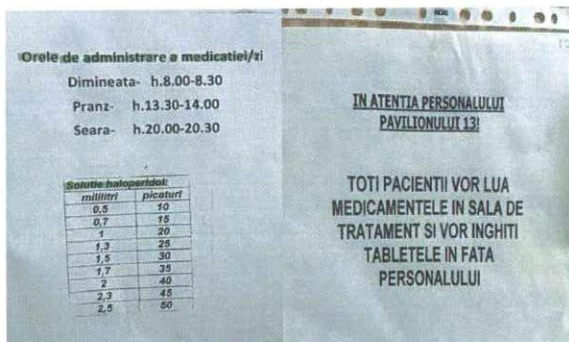 Orele de administrare a medicatiei/zi
Dimineata- h.8.00-8.30
Pranz- h.13.30-14.00
Seara- h.20.00-20.30
Solutie haloperidol:
mililitri picaturi
0,5 10
0,7 15
1 20
1,3 25
1,5 30
1,7 35
2 40
2,3 45
2,5 50
IN ATENTIA PERSONALULUI
PAVILIONULUI 13!
TOTI PACIENTII VOR LUA
MEDICAMENTELE IN SALA DE
TRATAMENT SI VOR INGHITI
TABLETELE IN FATA
PERSONALULUI